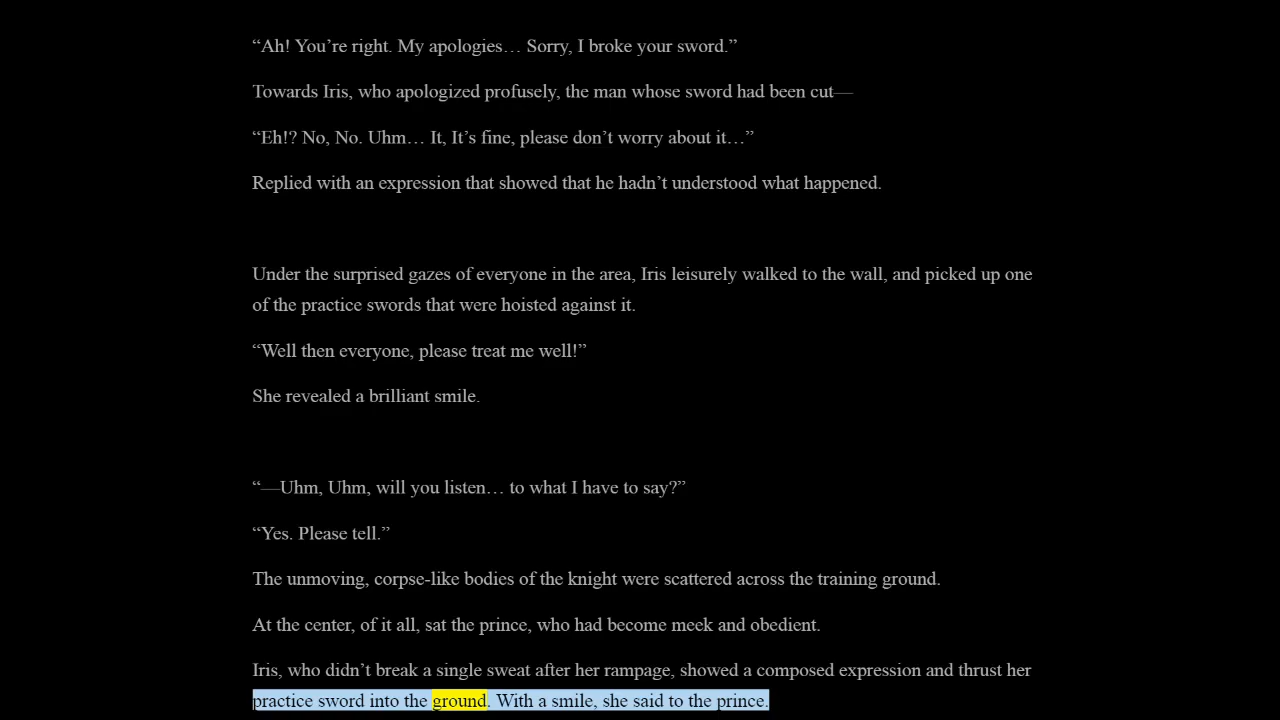 “Ah! You’re right. My apologies… Sorry, I broke your sword.”
Towards Iris, who apologized profusely, the man whose sword had been cut—
“Eh!? No, No. Uhm… It, It’s fine, please don’t worry about it…”
Replied with an expression that showed that he hadn’t understood what happened.
Under the surprised gazes of everyone in the area, Iris leisurely walked to the wall, and picked up one
of the practice swords that were hoisted against it.
“Well then everyone, please treat me well!”
She revealed a brilliant smile.
“—Uhm, Uhm, will you listen… to what I have to say?”
“Yes. Please tell.”
The unmoving, corpse-like bodies of the knight were scattered across the training ground.
At the center, of it all, sat the prince, who had become meek and obedient.
Iris, who didn’t break a single sweat after her rampage, showed a composed expression and thrust her
practice sword into the ground. With a smile, she said to the prince.